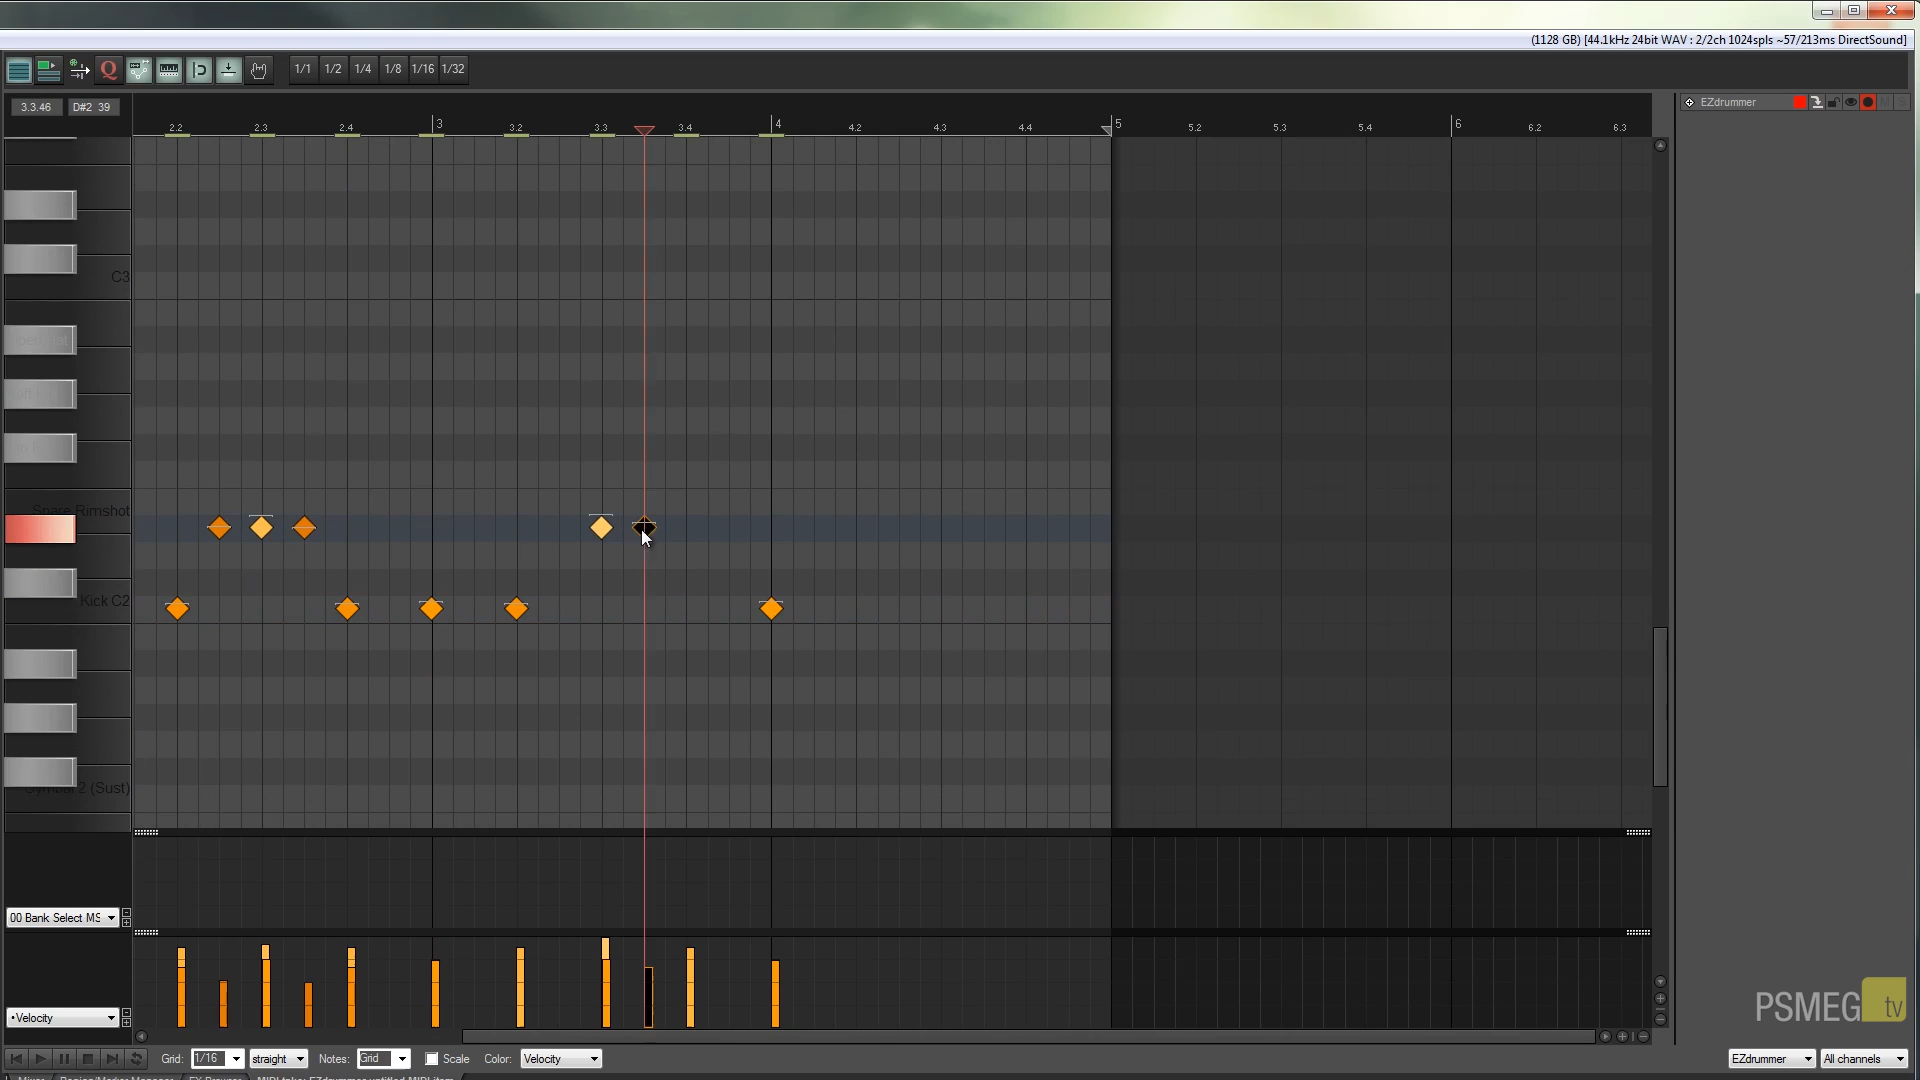 (1128 GB) [44.1kHz 24bit WAV : 2/2ch 1024spls ~57/213ms DirectSound]
Q 1/1 1/2 1/4 1/8 1/16 1/32
3.3.46 D#2 39
EZdrummer
2.2 2.3 2.4 3 3.2 3.3 3.4 4 4.2 4.3 4.4 5 5.2 5.3 5.4 6 6.2 6.3
C3
Snare Rimshot
Kick C2
2 (Sust)
00 Bank Select MS
•Velocity
PSMEG tv
Grid: 1/16 straight Notes: Grid Scale Color: Velocity EZdrummer All channels